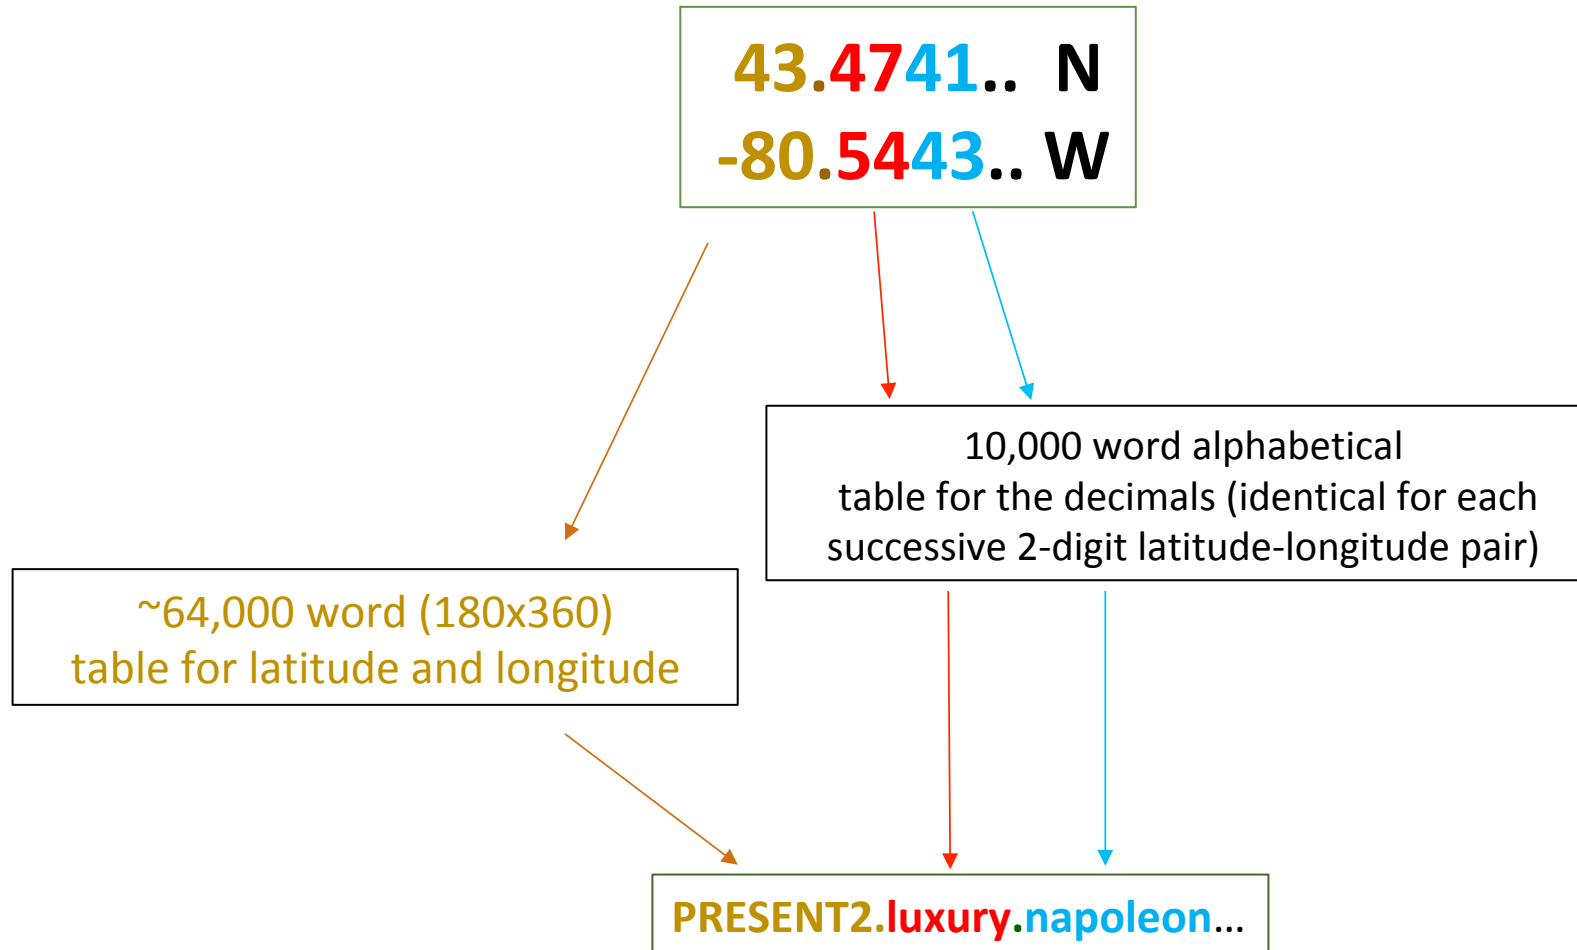 43.4741.. N
-80.5443.. W
10,000 word alphabetical
table for the decimals (identical for each
successive 2-digit latitude-longitude pair)
~64,000 word (180x360)
table for latitude and longitude
PRESENT2.luxury.napoleon...